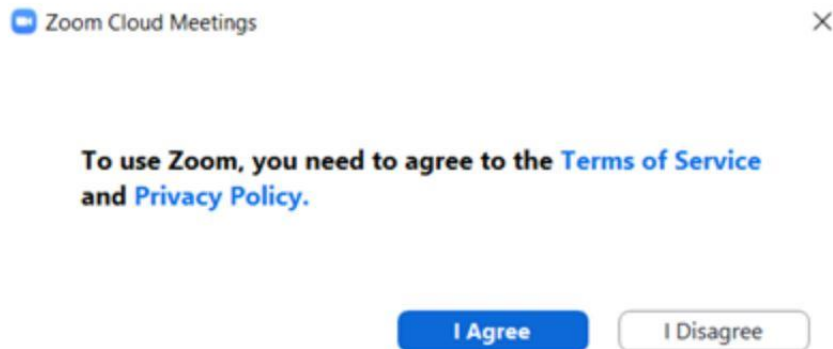 Zoom Cloud Meetings
To use Zoom, you need to agree to the Terms of Service
and Privacy Policy.
I Agree
I Disagree